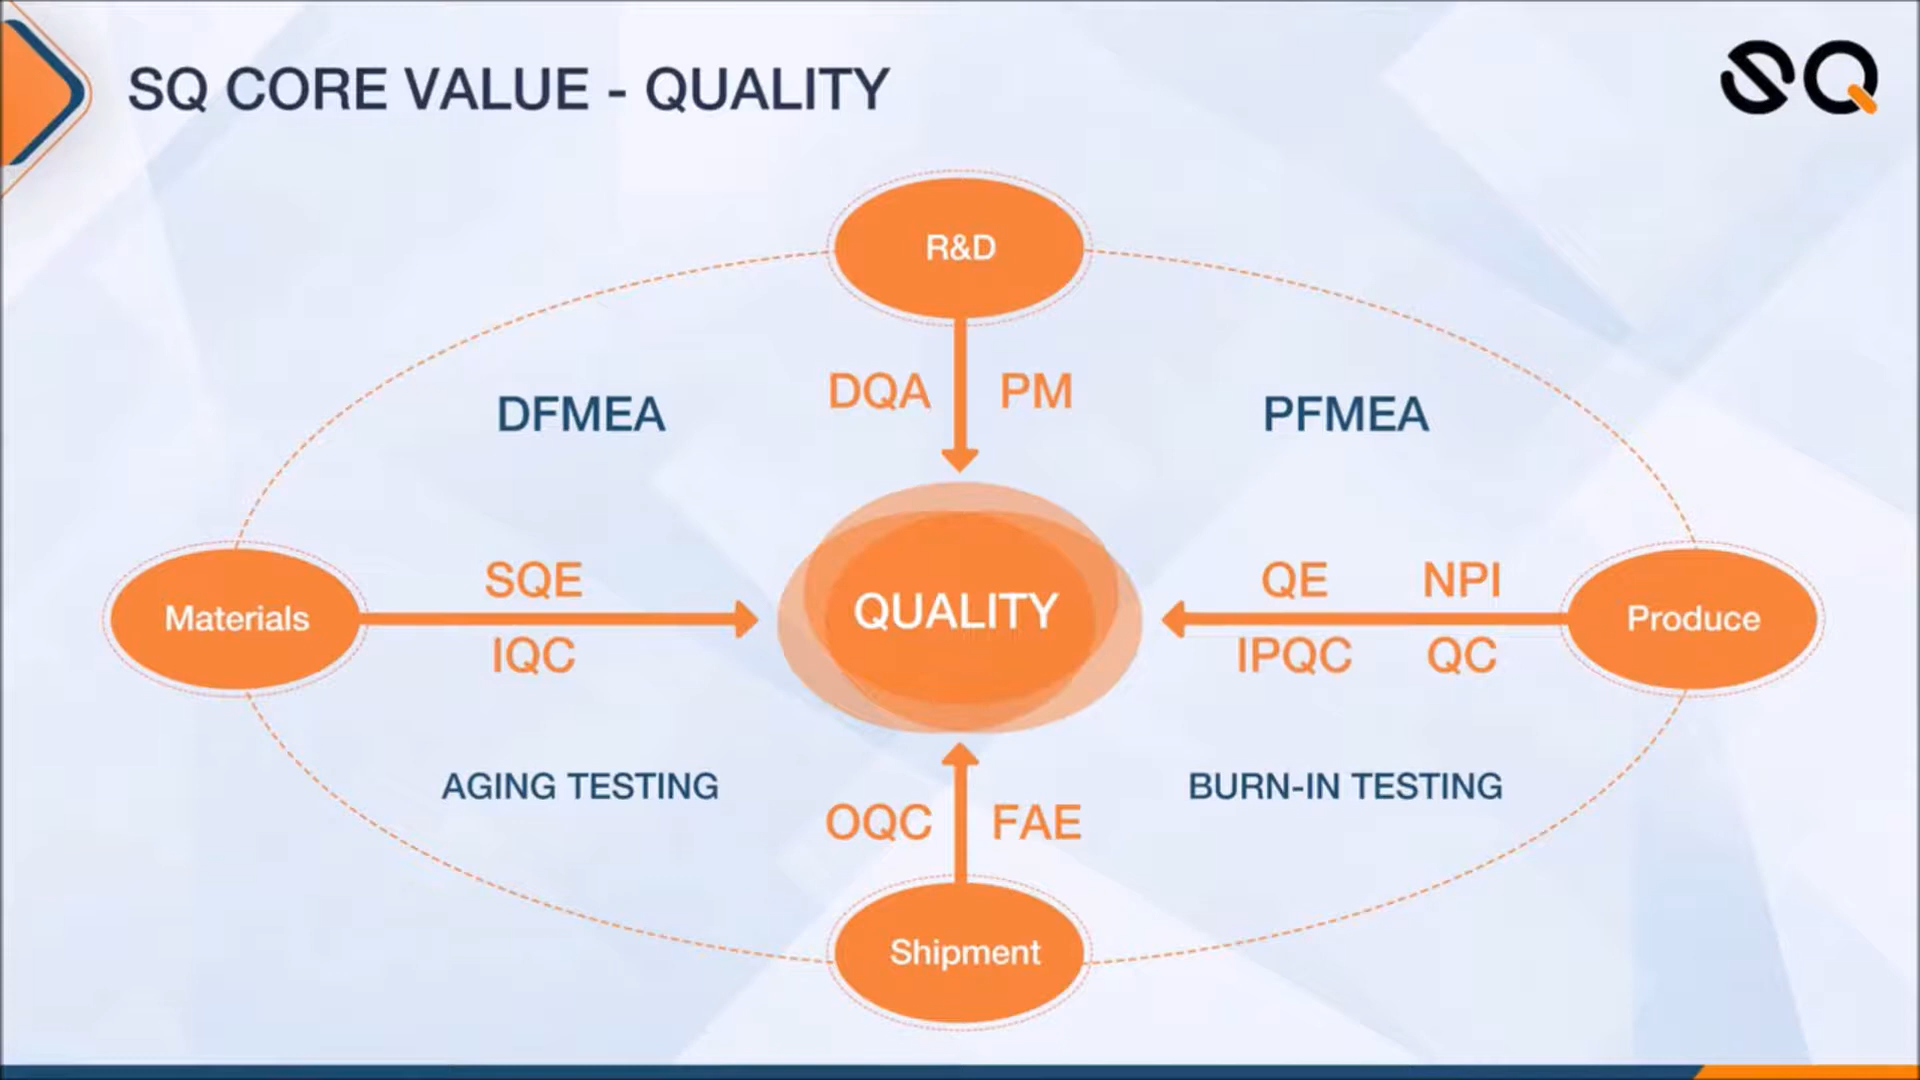 SQ CORE VALUE - QUALITY
SQ
R&D
DQA PM
DFMEA
PFMEA
Materials
SQE
IQC
QUALITY
QE NPI
IPQC QC
Produce
AGING TESTING
BURN-IN TESTING
OQC FAE
Shipment